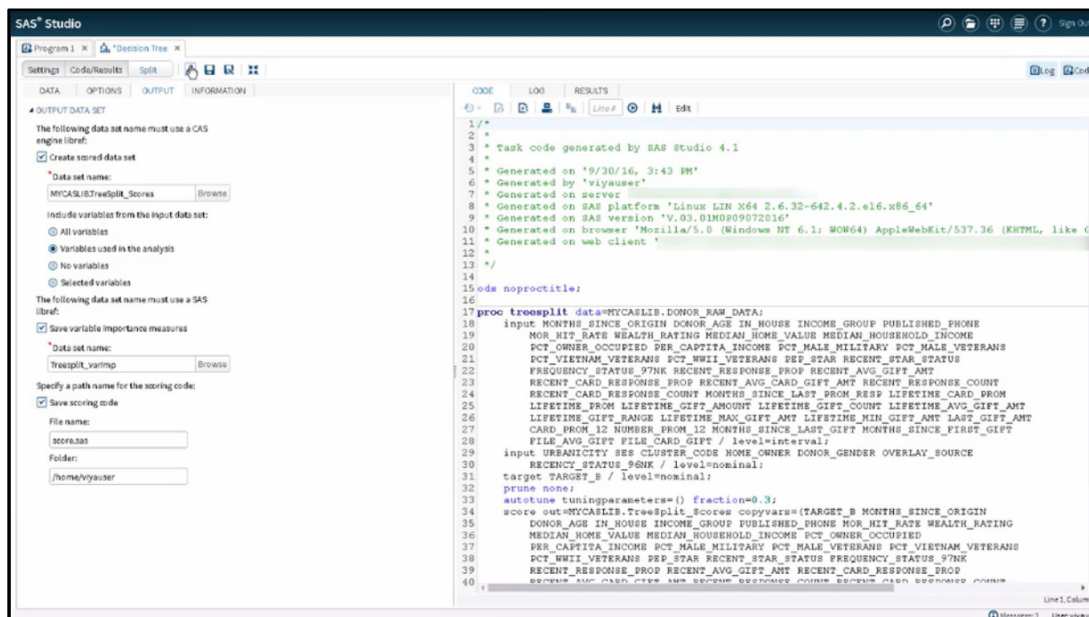 SAS® Studio
Sign Out
Program 1 × *Decision Tree ×
Settings Code/Results Split
Log Code
DATA OPTIONS OUTPUT INFORMATION
OUTPUT DATA SET
The following data set name must use a CAS
engine libref:
Create scored data set
*Data set name:
MYCASLIB.TreeSplit_Scores Browse
Include variables from the input data set:
All variables
Variables used in the analysis
No variables
Selected variables
The following data set name must use a SAS
libref:
Save variable importance measures
*Data set name:
Treesplit_varimp Browse
Specify a path name for the scoring code:
Save scoring code
File name:
score.sas
Folder:
/home/viyauser
CODE LOG RESULTS
Line # Edit
1 /*
2 *
3 * Task code generated by SAS Studio 4.1
4 *
5 * Generated on '9/30/16, 3:43 PM'
6 * Generated by 'viyauser'
7 * Generated on server
8 * Generated on SAS platform 'Linux LIN X64 2.6.32-642.4.2.el6.x86_64'
9 * Generated on SAS version 'V.03.01M0P09072016'
10 * Generated on browser 'Mozilla/5.0 (Windows NT 6.1; WOW64) AppleWebKit/537.36 (KHTML, like G
11 * Generated on web client '
12 *
13 */
14
15 ods noproctitle;
16
17 proc treesplit data=MYCASLIB.DONOR_RAW_DATA;
18 input MONTHS_SINCE_ORIGIN DONOR_AGE IN_HOUSE INCOME_GROUP PUBLISHED_PHONE
19 MOR_HIT_RATE WEALTH_RATING MEDIAN_HOME_VALUE MEDIAN_HOUSEHOLD_INCOME
20 PCT_OWNER_OCCUPIED PER_CAPTITA_INCOME PCT_MALE_MILITARY PCT_MALE_VETERANS
21 PCT_VIETNAM_VETERANS PCT_WWII_VETERANS PEP_STAR RECENT_STAR_STATUS
22 FREQUENCY_STATUS_97NK RECENT_RESPONSE_PROP RECENT_AVG_GIFT_AMT
23 RECENT_CARD_RESPONSE_PROP RECENT_AVG_CARD_GIFT_AMT RECENT_RESPONSE_COUNT
24 RECENT_CARD_RESPONSE_COUNT MONTHS_SINCE_LAST_PROM_RESP LIFETIME_CARD_PROM
25 LIFETIME_PROM LIFETIME_GIFT_AMOUNT LIFETIME_GIFT_COUNT LIFETIME_AVG_GIFT_AMT
26 LIFETIME_GIFT_RANGE LIFETIME_MAX_GIFT_AMT LIFETIME_MIN_GIFT_AMT LAST_GIFT_AMT
27 CARD_PROM_12 NUMBER_PROM_12 MONTHS_SINCE_LAST_GIFT MONTHS_SINCE_FIRST_GIFT
28 FILE_AVG_GIFT FILE_CARD_GIFT / level=interval;
29 input URBANICITY SES CLUSTER_CODE HOME_OWNER DONOR_GENDER OVERLAY_SOURCE
30 RECENCY_STATUS_96NK / level=nominal;
31 target TARGET_B / level=nominal;
32 prune none;
33 autotune tuningparameters=() fraction=0.3;
34 score out=MYCASLIB.TreeSplit_Scores copyvars=(TARGET_B MONTHS_SINCE_ORIGIN
35 DONOR_AGE IN_HOUSE INCOME_GROUP PUBLISHED_PHONE MOR_HIT_RATE WEALTH_RATING
36 MEDIAN_HOME_VALUE MEDIAN_HOUSEHOLD_INCOME PCT_OWNER_OCCUPIED
37 PER_CAPTITA_INCOME PCT_MALE_MILITARY PCT_MALE_VETERANS PCT_VIETNAM_VETERANS
38 PCT_WWII_VETERANS PEP_STAR RECENT_STAR_STATUS FREQUENCY_STATUS_97NK
39 RECENT_RESPONSE_PROP RECENT_AVG_GIFT_AMT RECENT_CARD_RESPONSE_PROP
40 RECENT_AVG_CARD_GIFT_AMT RECENT_RESPONSE_COUNT RECENT_CARD_RESPONSE_COUNT
Line 1, Column